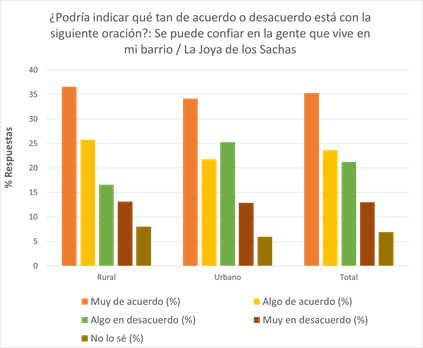 ¿Podría indicar qué tan de acuerdo o desacuerdo está con la
siguiente oración?: Se puede confiar en la gente que vive en
mi barrio / La Joya de los Sachas
40
35
30
25
20
15
10
5
0
% Respuestas
Rural Urbano Total
Muy de acuerdo (%) Algo de acuerdo (%)
Algo en desacuerdo (%) Muy en desacuerdo (%)
No lo sé (%)